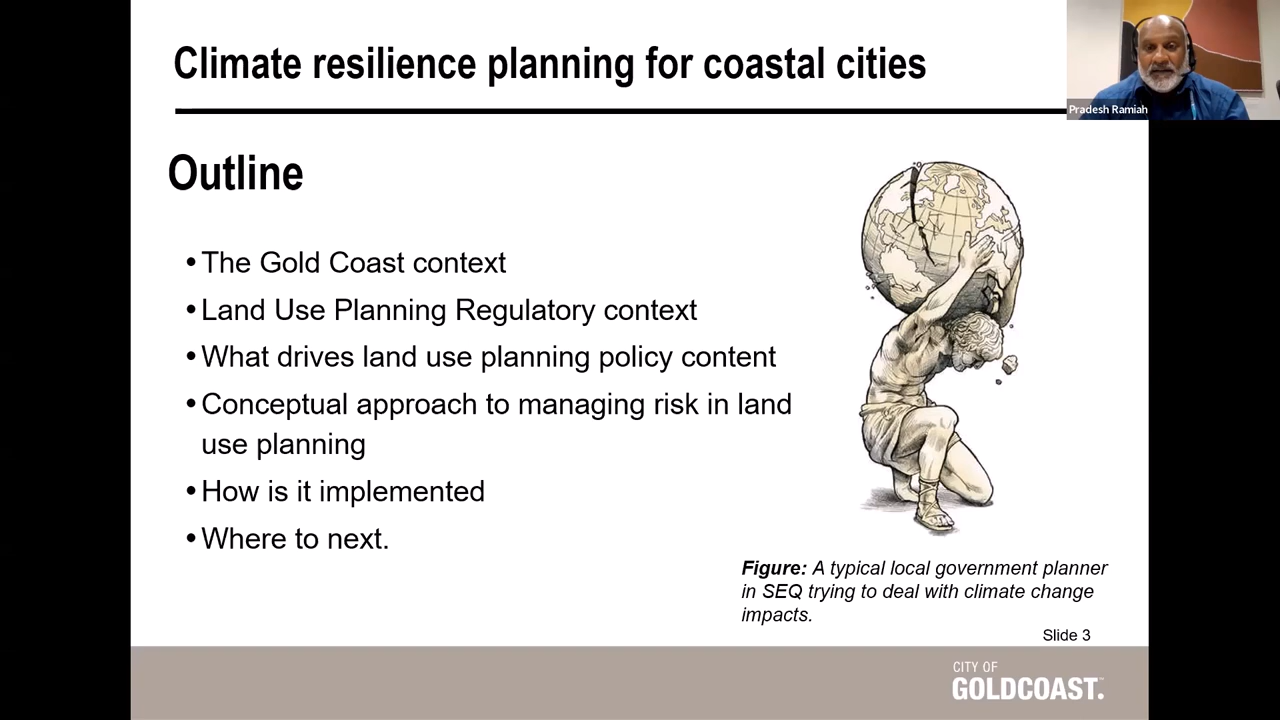 Climate resilience planning for coastal cities
Pradesh Ramiah
Outline
• The Gold Coast context
• Land Use Planning Regulatory context
• What drives land use planning policy content
• Conceptual approach to managing risk in land
use planning
• How is it implemented
• Where to next.
Figure: A typical local government planner
in SEQ trying to deal with climate change
impacts.
Slide 3
CITY OF
GOLDCOAST.